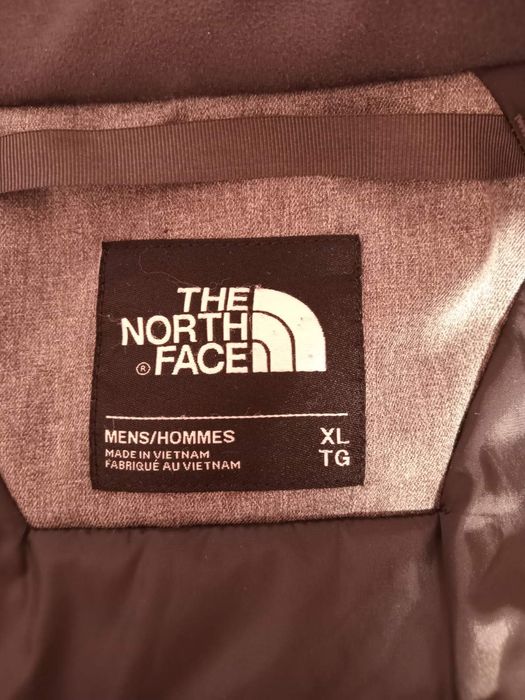 THE
NORTH
® FACE
MENS/HOMMES XL
MADE IN VIETNAM TG
FABRIQUÉ AU VIETNAM